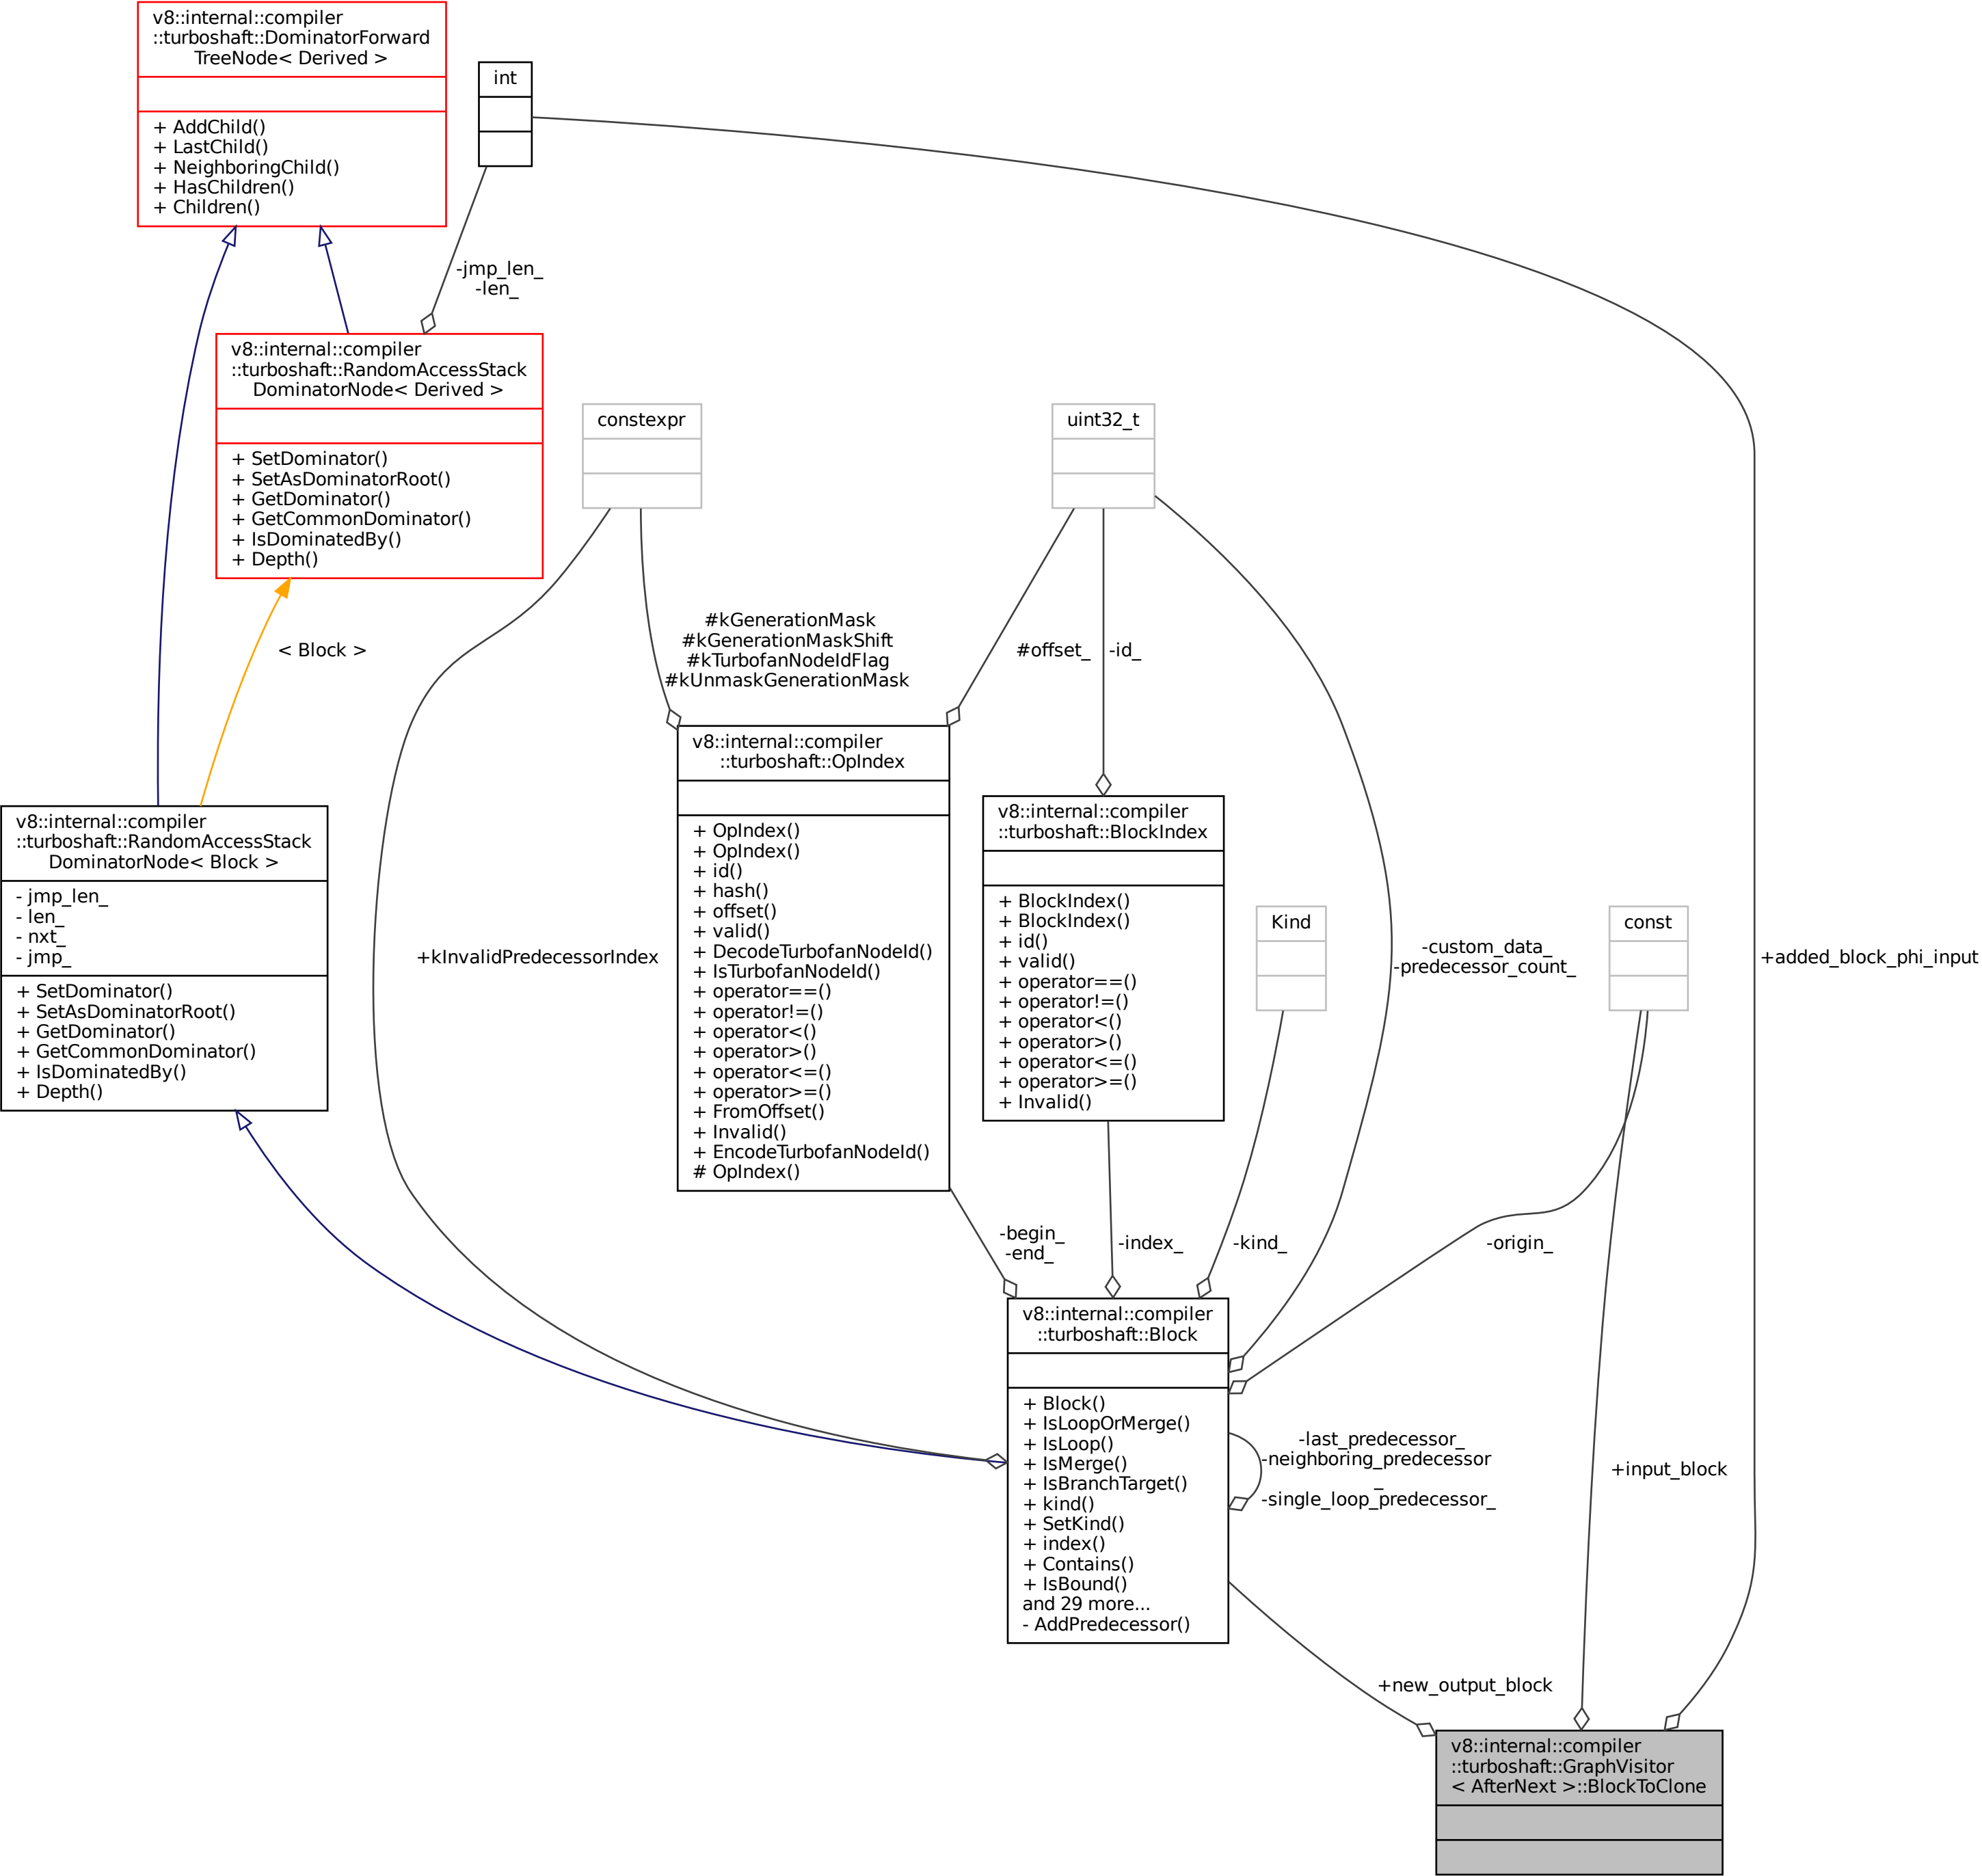 v8::internal::compiler
::turboshaft::DominatorForward
TreeNode< Derived >
+ AddChild()
+ LastChild()
+ NeighboringChild()
+ HasChildren()
+ Children()
int
-jmp_len_
-len_
v8::internal::compiler
::turboshaft::RandomAccessStack
DominatorNode< Derived >
+ SetDominator()
+ SetAsDominatorRoot()
+ GetDominator()
+ GetCommonDominator()
+ IsDominatedBy()
+ Depth()
constexpr
uint32_t
< Block >
#kGenerationMask
#kGenerationMaskShift
#kTurbofanNodeIdFlag
#kUnmaskGenerationMask
#offset_
-id_
v8::internal::compiler
::turboshaft::RandomAccessStack
DominatorNode< Block >
- jmp_len_
- len_
- nxt_
- jmp_
+ SetDominator()
+ SetAsDominatorRoot()
+ GetDominator()
+ GetCommonDominator()
+ IsDominatedBy()
+ Depth()
+kInvalidPredecessorIndex
v8::internal::compiler
::turboshaft::OpIndex
+ OpIndex()
+ OpIndex()
+ id()
+ hash()
+ offset()
+ valid()
+ DecodeTurbofanNodeId()
+ IsTurbofanNodeId()
+ operator==()
+ operator!=()
+ operator<()
+ operator>()
+ operator<=()
+ operator>=()
+ FromOffset()
+ Invalid()
+ EncodeTurbofanNodeId()
# OpIndex()
v8::internal::compiler
::turboshaft::BlockIndex
+ BlockIndex()
+ BlockIndex()
+ id()
+ valid()
+ operator==()
+ operator!=()
+ operator<()
+ operator>()
+ operator<=()
+ operator>=()
+ Invalid()
Kind
-custom_data_
-predecessor_count_
const
+added_block_phi_input
-begin_
-end_
-index_
-kind_
-origin_
v8::internal::compiler
::turboshaft::Block
+ Block()
+ IsLoopOrMerge()
+ IsLoop()
+ IsMerge()
+ IsBranchTarget()
+ kind()
+ SetKind()
+ index()
+ Contains()
+ IsBound()
and 29 more...
- AddPredecessor()
-last_predecessor_
-neighboring_predecessor
_
-single_loop_predecessor_
+input_block
+new_output_block
v8::internal::compiler
::turboshaft::GraphVisitor
< AfterNext >::BlockToClone